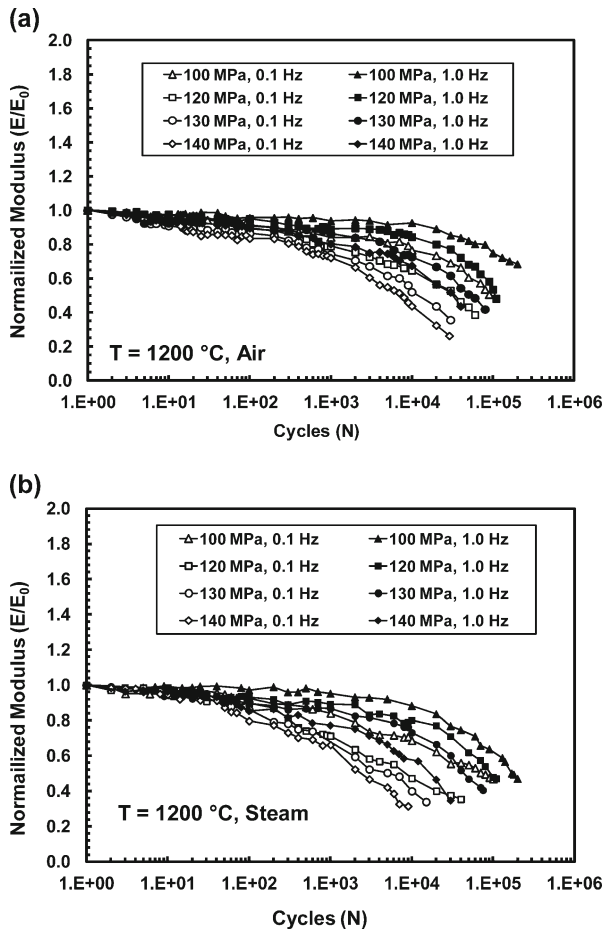 (a)
2.0
1.8
1.6
1.4
1.2
1.0
0.8
0.6
0.4
0.2
0.0
Normailized Modulus (E/E₀)
100 MPa, 0.1 Hz 100 MPa, 1.0 Hz
120 MPa, 0.1 Hz 120 MPa, 1.0 Hz
130 MPa, 0.1 Hz 130 MPa, 1.0 Hz
140 MPa, 0.1 Hz 140 MPa, 1.0 Hz
T = 1200 °C, Air
1.E+00 1.E+01 1.E+02 1.E+03 1.E+04 1.E+05 1.E+06
Cycles (N)
(b)
2.0
1.8
1.6
1.4
1.2
1.0
0.8
0.6
0.4
0.2
0.0
Normailized Modulus (E/E₀)
100 MPa, 0.1 Hz 100 MPa, 1.0 Hz
120 MPa, 0.1 Hz 120 MPa, 1.0 Hz
130 MPa, 0.1 Hz 130 MPa, 1.0 Hz
140 MPa, 0.1 Hz 140 MPa, 1.0 Hz
T = 1200 °C, Steam
1.E+00 1.E+01 1.E+02 1.E+03 1.E+04 1.E+05 1.E+06
Cycles (N)